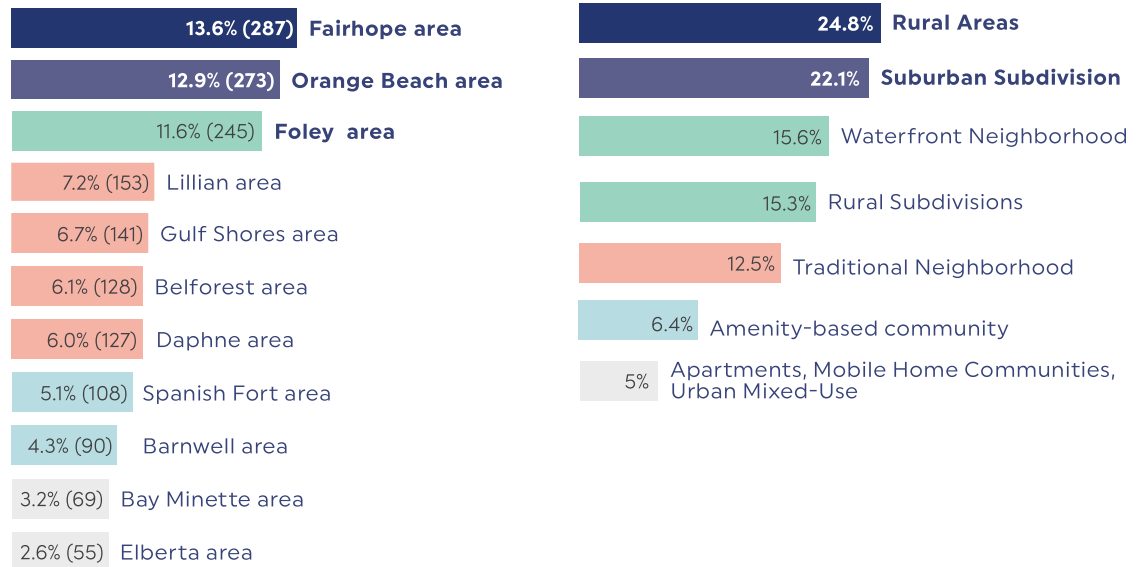 13.6% (287) Fairhope area
12.9% (273) Orange Beach area
11.6% (245) Foley area
7.2% (153) Lillian area
6.7% (141) Gulf Shores area
6.1% (128) Belforest area
6.0% (127) Daphne area
5.1% (108) Spanish Fort area
4.3% (90) Barnwell area
3.2% (69) Bay Minette area
2.6% (55) Elberta area
24.8% Rural Areas
22.1% Suburban Subdivision
15.6% Waterfront Neighborhood
15.3% Rural Subdivisions
12.5% Traditional Neighborhood
6.4% Amenity-based community
5% Apartments, Mobile Home Communities,
Urban Mixed-Use